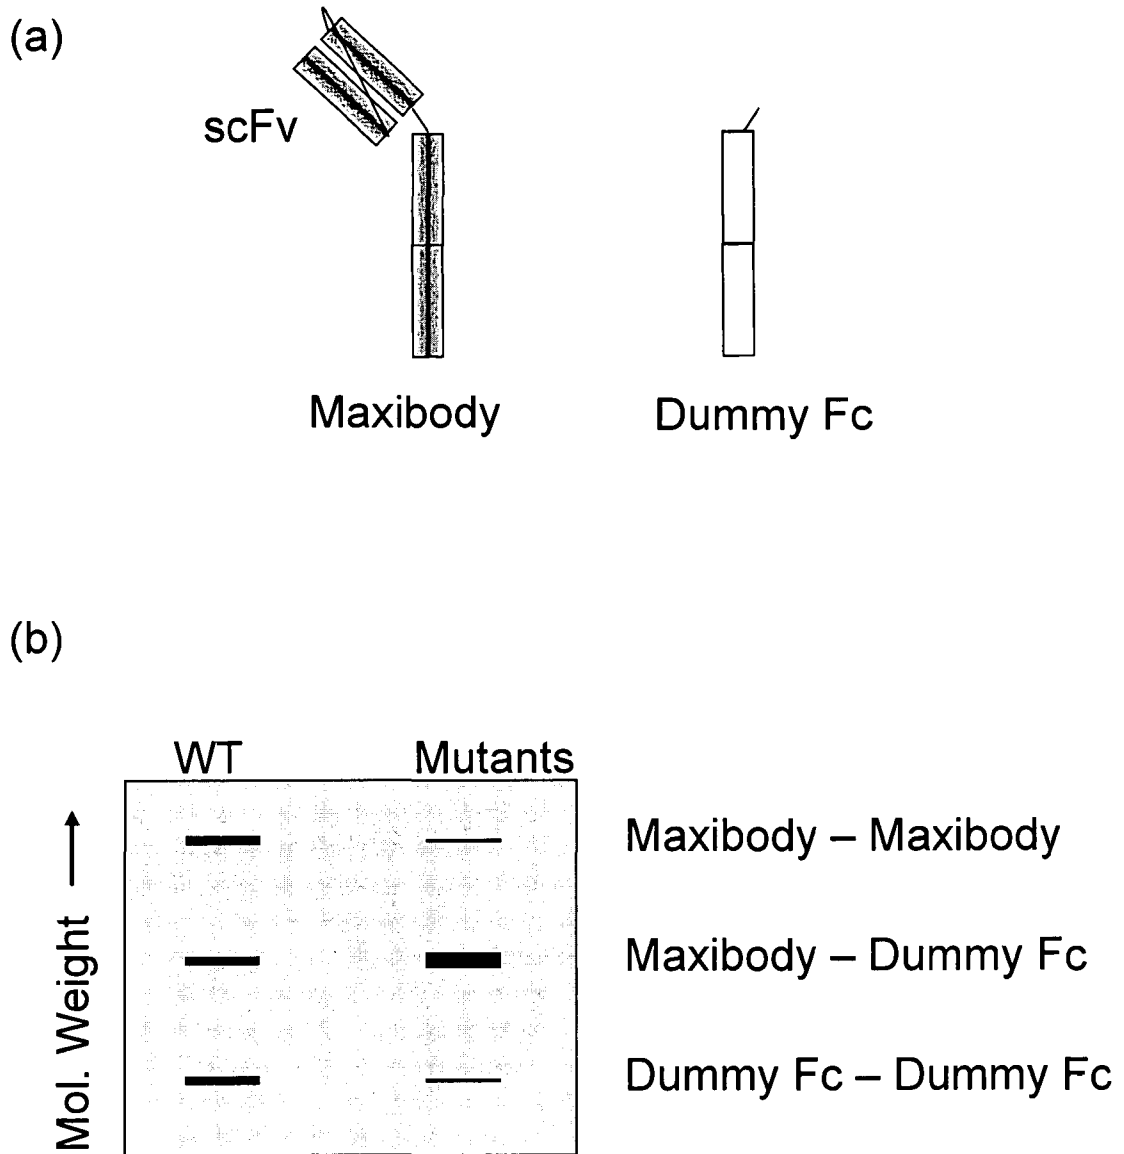 (a)
scFv
Maxibody
Dummy Fc
(b)
WT
Mutants
Mol. Weight
Maxibody – Maxibody
Maxibody – Dummy Fc
Dummy Fc – Dummy Fc